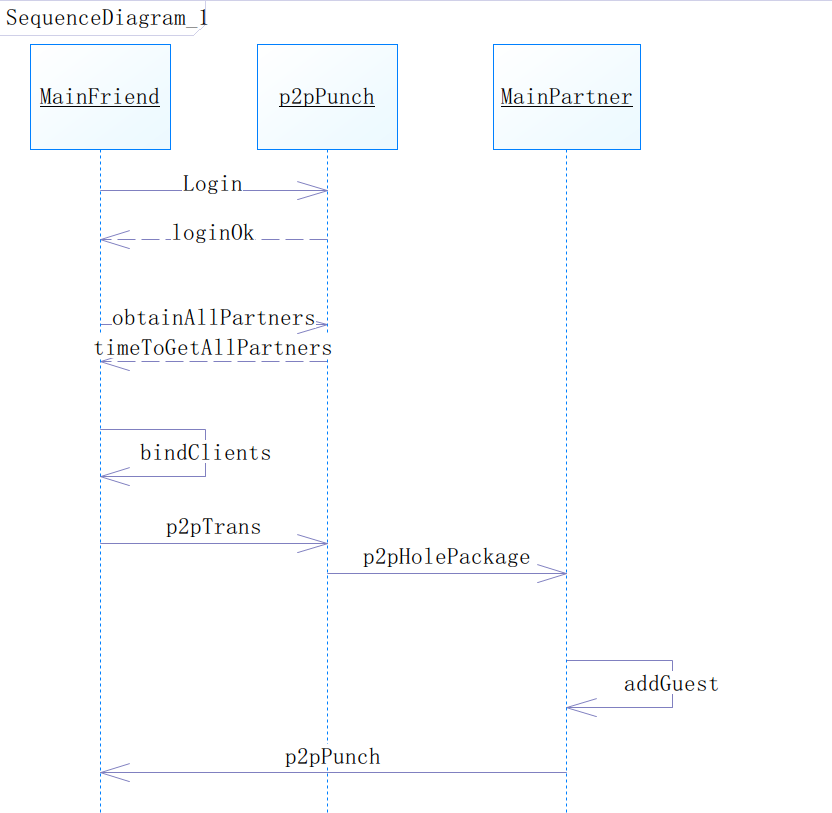 SequenceDiagram_1
MainFriend
p2pPunch
MainPartner
Login
loginOk
obtainAllPartners
timeToGetAllPartners
bindClients
p2pTrans
p2pHolePackage
addGuest
p2pPunch